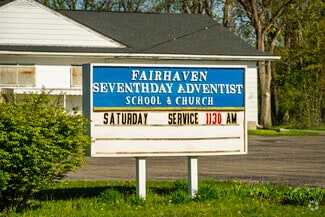 FAIRHAVEN
SEVENTHDAY ADVENTIST
SCHOOL & CHURCH
SATURDAY SERVICE 1130 AM